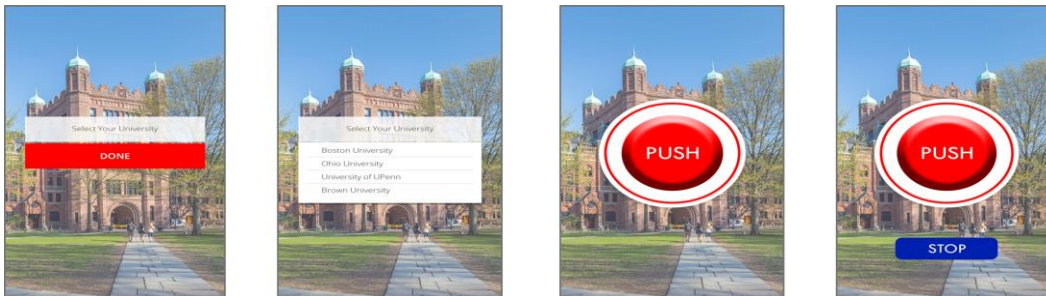 Select Your University
DONE
Select Your University
Boston University
Ohio University
University of UPenn
Brown University
PUSH
PUSH
STOP